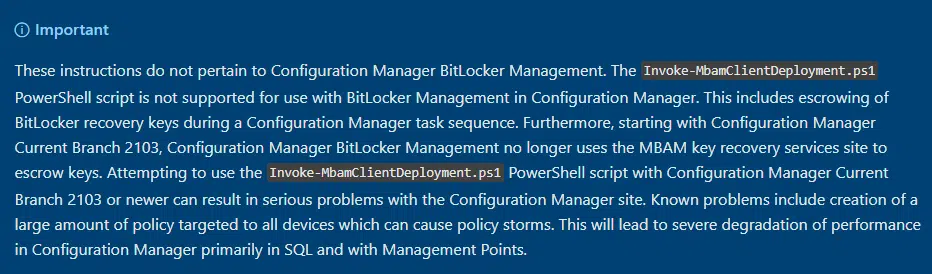 Important
These instructions do not pertain to Configuration Manager BitLocker Management. The Invoke-MbamClientDeployment.ps1
PowerShell script is not supported for use with BitLocker Management in Configuration Manager. This includes escrowing of
BitLocker recovery keys during a Configuration Manager task sequence. Furthermore, starting with Configuration Manager
Current Branch 2103, Configuration Manager BitLocker Management no longer uses the MBAM key recovery services site to
escrow keys. Attempting to use the Invoke-MbamClientDeployment.ps1 PowerShell script with Configuration Manager Current
Branch 2103 or newer can result in serious problems with the Configuration Manager site. Known problems include creation of a
large amount of policy targeted to all devices which can cause policy storms. This will lead to severe degradation of performance
in Configuration Manager primarily in SQL and with Management Points.